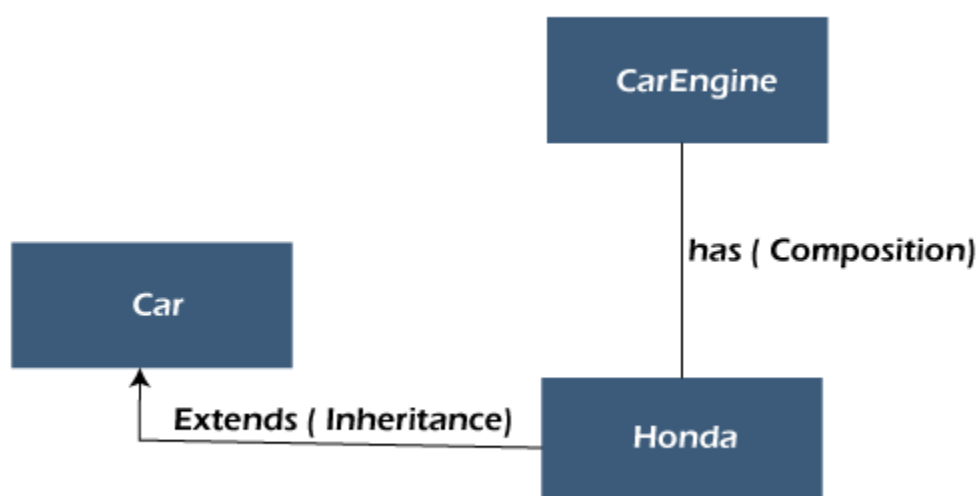 CarEngine
has ( Composition)
Car
Extends ( Inheritance)
Honda